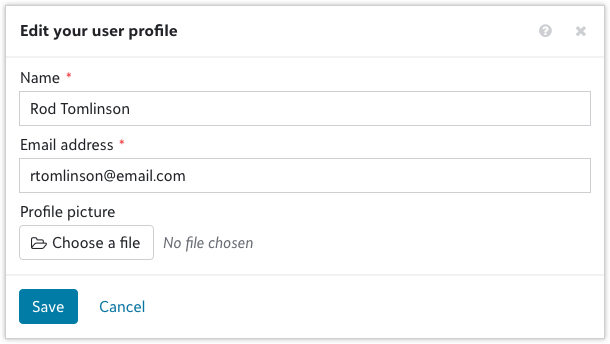 Edit your user profile
Name *
Rod Tomlinson
Email address *
rtomlinson@email.com
Profile picture
Choose a file No file chosen
Save Cancel